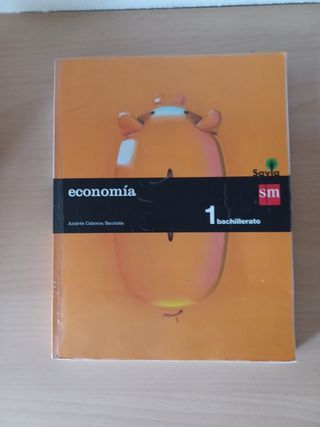 Savia
sm
economía
Andrés Cabrera Bautista
1 bachillerato